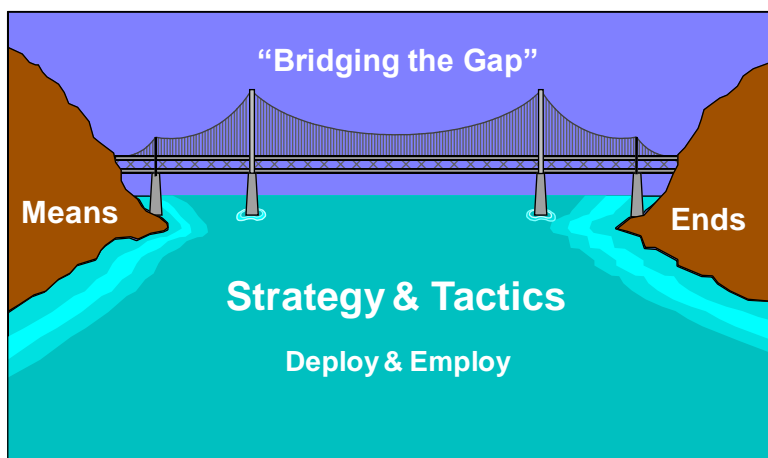 “Bridging the Gap”
Means
Ends
Strategy & Tactics
Deploy & Employ